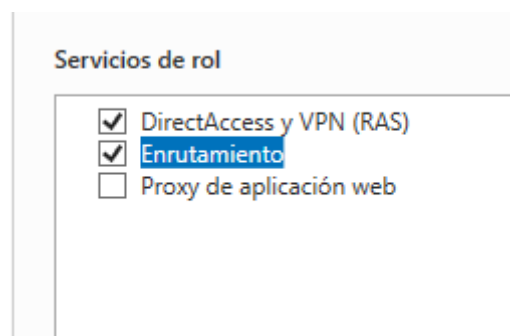 Servicios de rol
DirectAccess y VPN (RAS)
Enrutamiento
Proxy de aplicación web